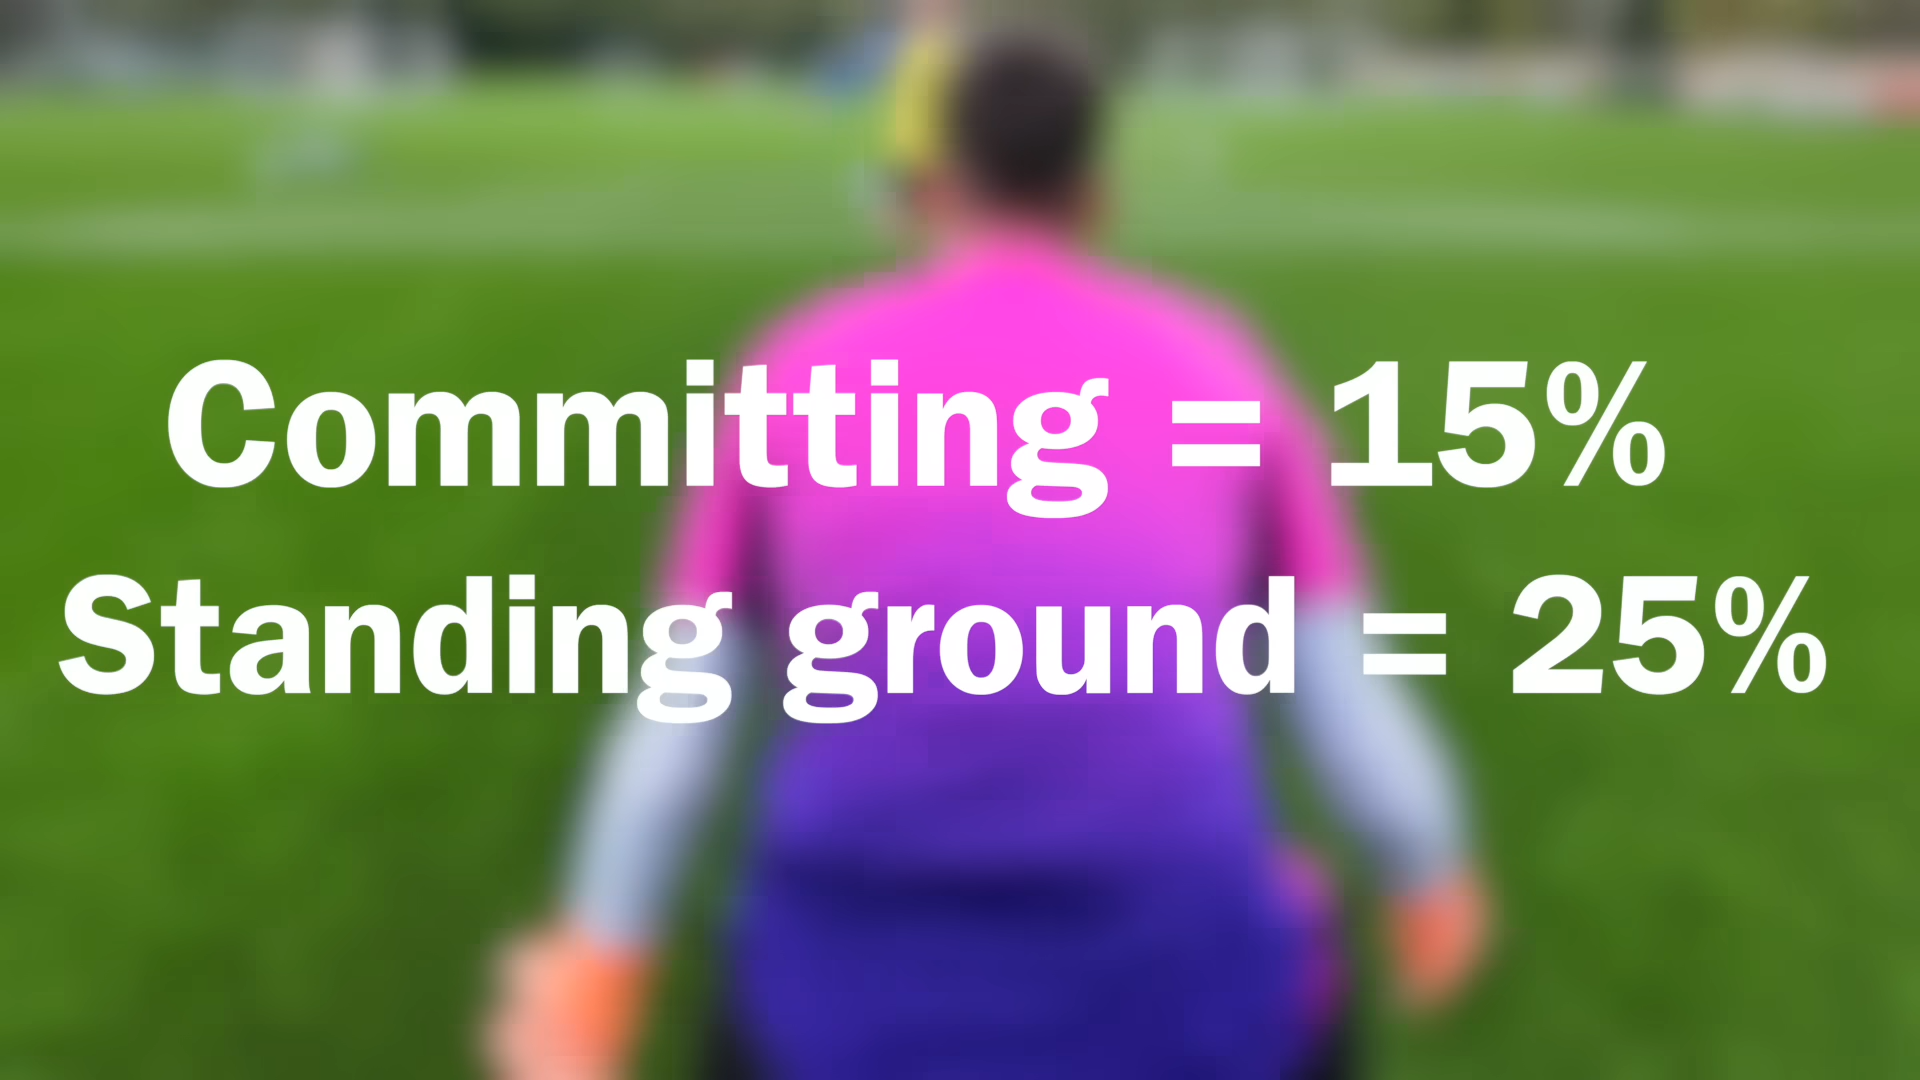 Committing = 15%
Standing ground = 25%